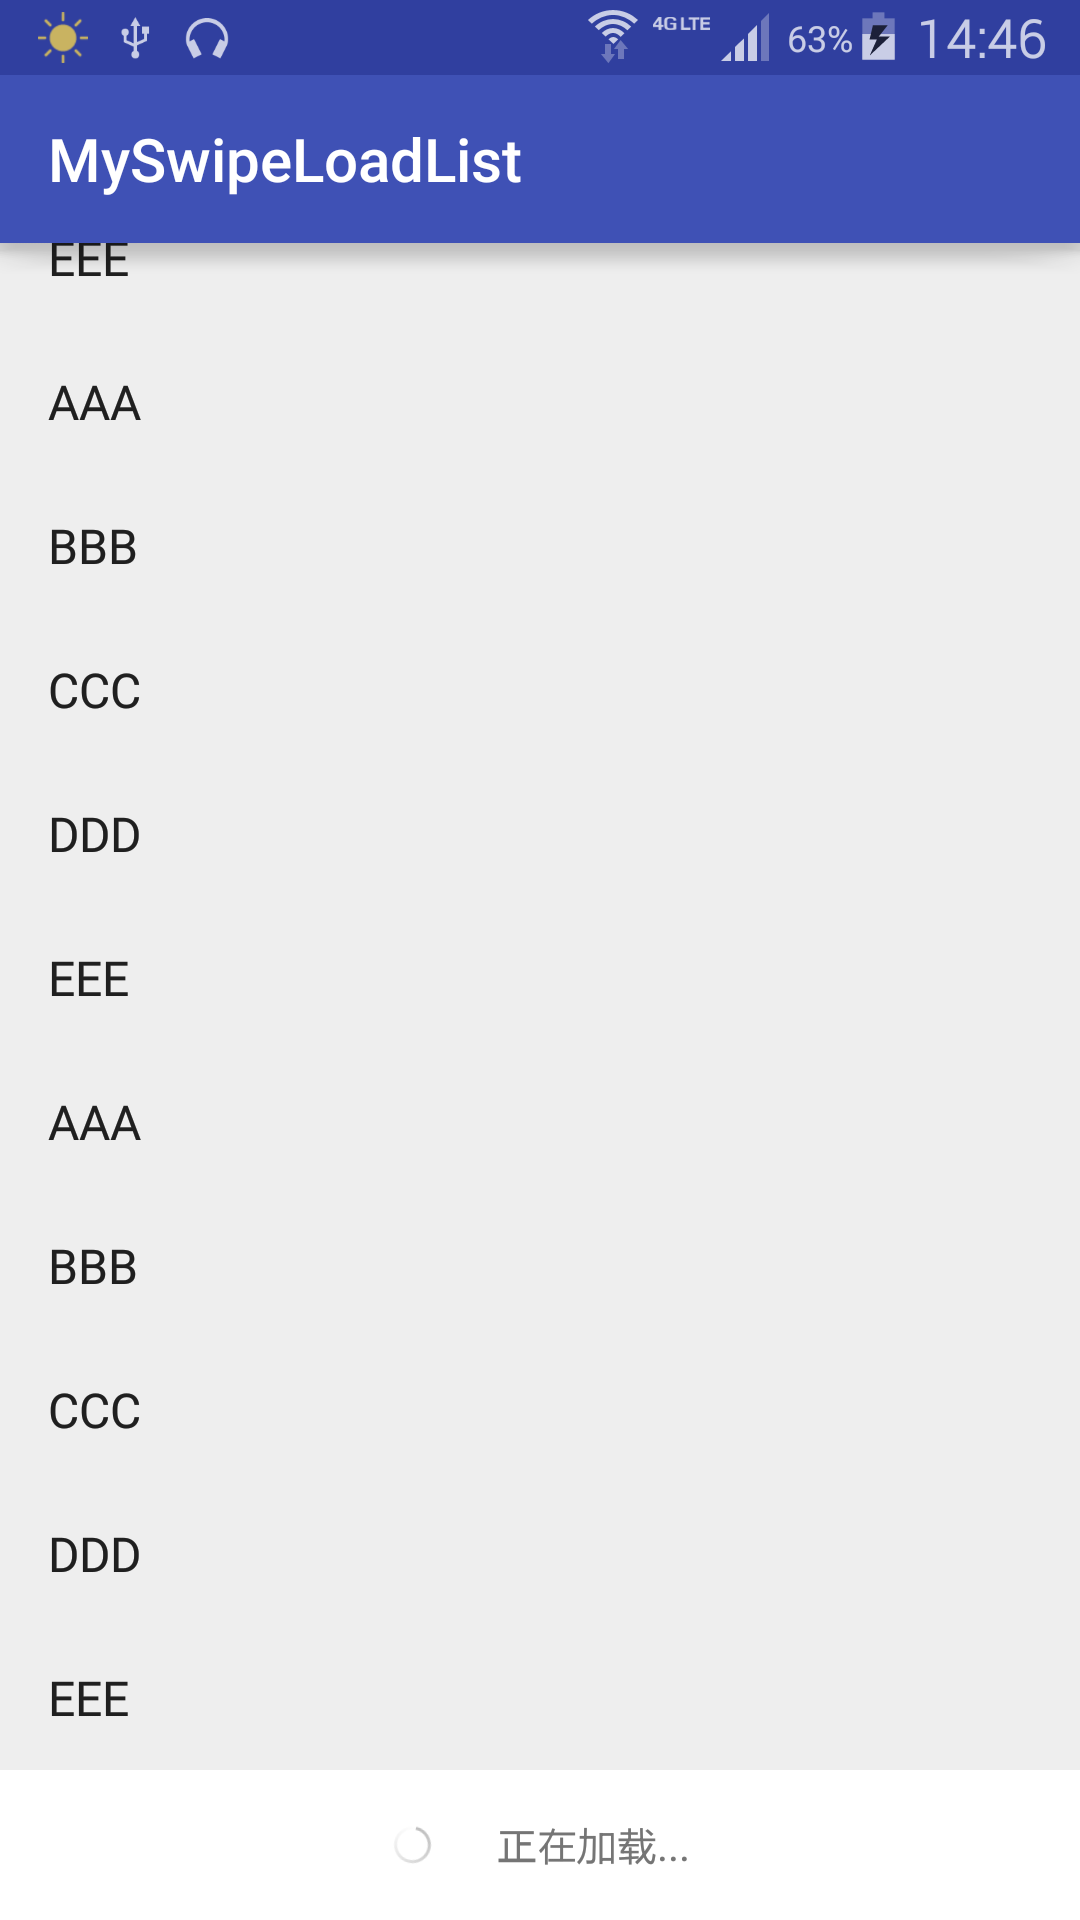 4G LTE 63% 14:46
MySwipeLoadList
EEE
AAA
BBB
CCC
DDD
EEE
AAA
BBB
CCC
DDD
EEE
正在加载...